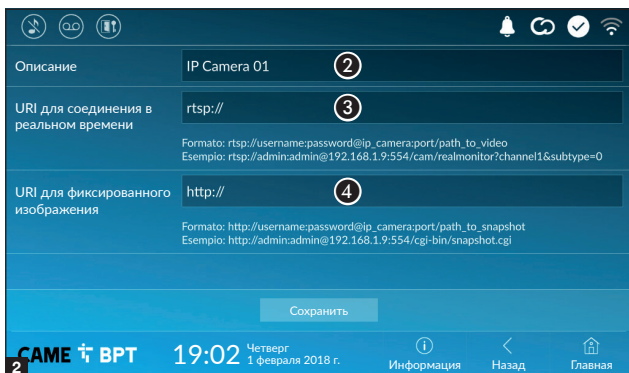 Описание
IP Camera 01
2
URI для соединения в
реальном времени
rtsp://
3
Formato: rtsp://username:password@ip_camera:port/path_to_video
Esempio: rtsp://admin:admin@192.168.1.9:554/cam/realmonitor?channel1&subtype=0
URI для фиксированного
изображения
http://
4
Formato: http://username:password@ip_camera:port/path_to_snapshot
Esempio: http://admin:admin@192.168.1.9:554/cgi-bin/snapshot.cgi
Сохранить
CAME BPT
19:02
Четверг
1 февраля 2018 г.
Информация
Назад
Главная
2